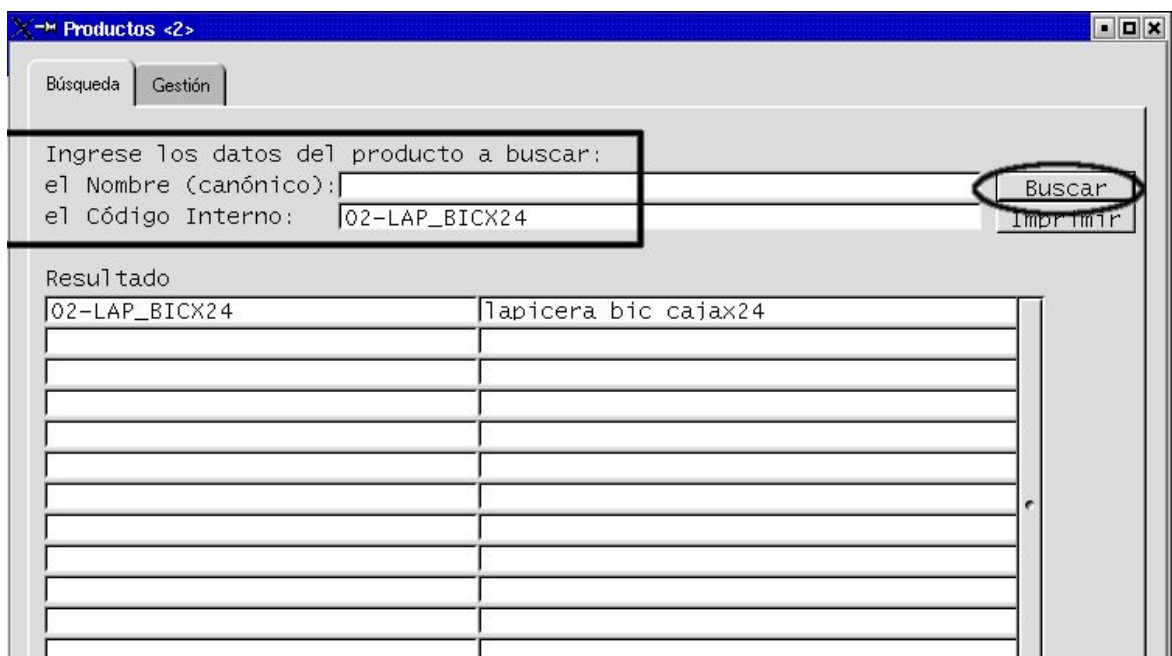 Productos <2>
Búsqueda Gestión
Ingrese los datos del producto a buscar:
el Nombre (canónico): Buscar
el Código Interno: 02-LAP_BICX24 Imprimir
Resultado
02-LAP_BICX24 lapicera bic cajax24